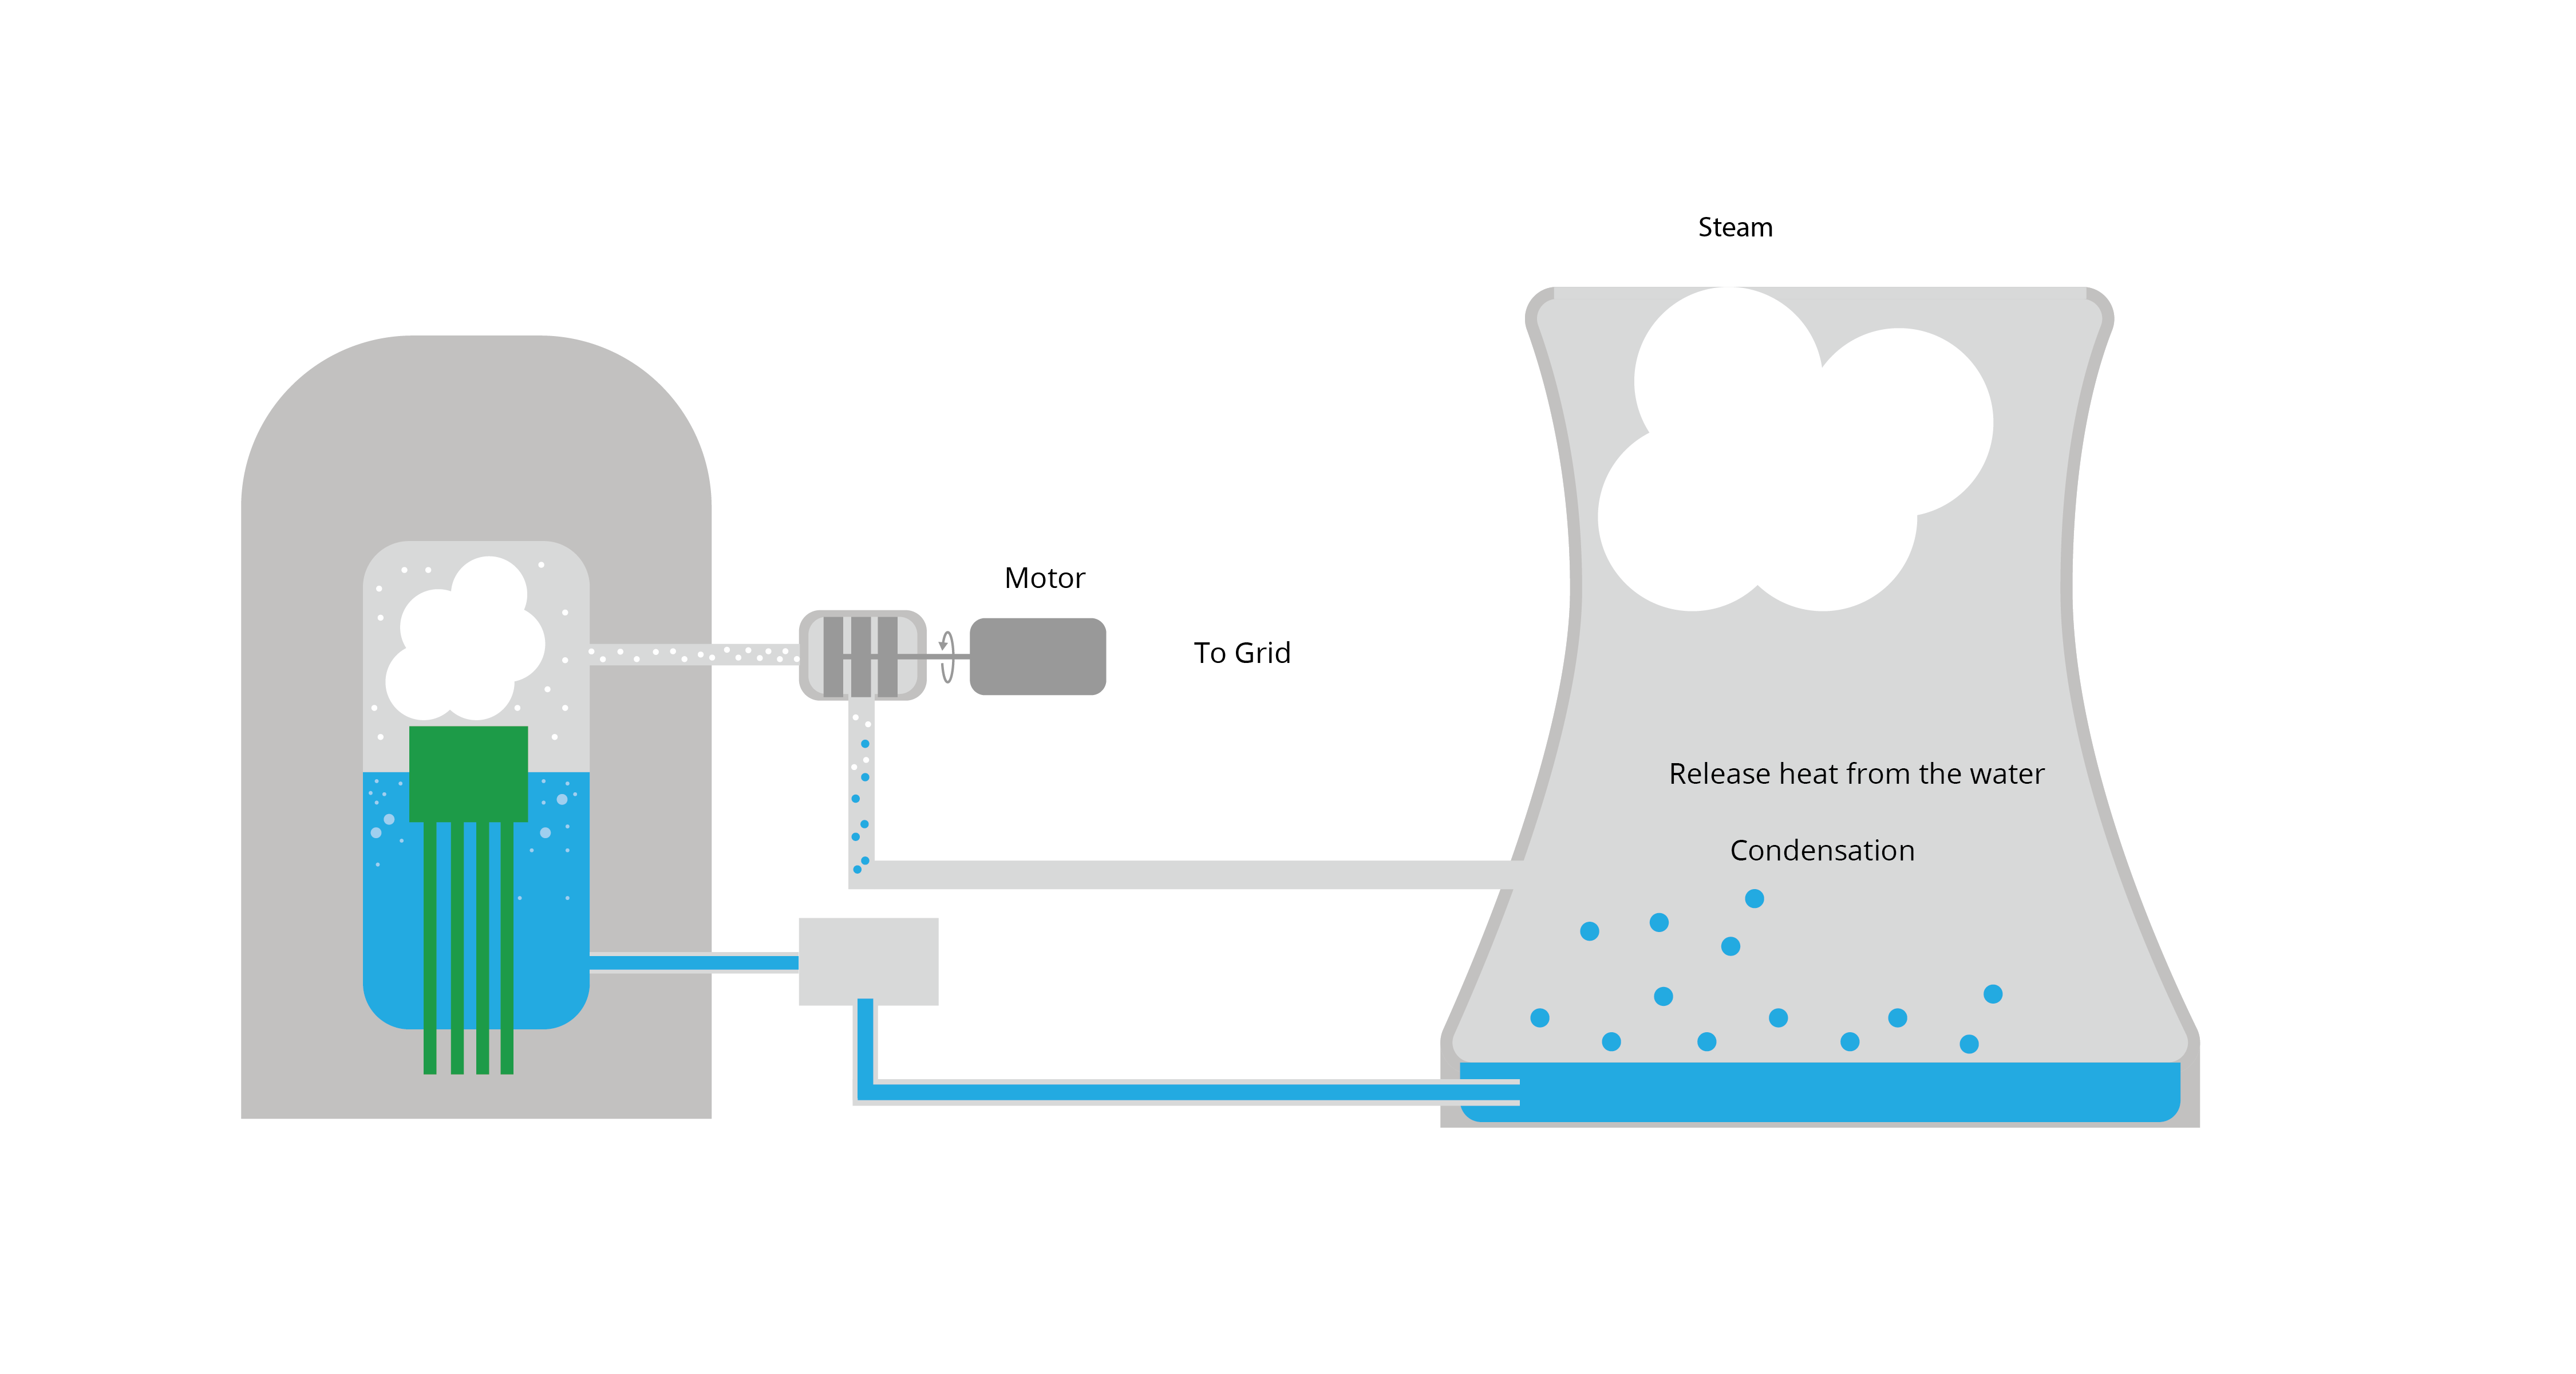 Steam
Motor
To Grid
Release heat from the water
Condensation